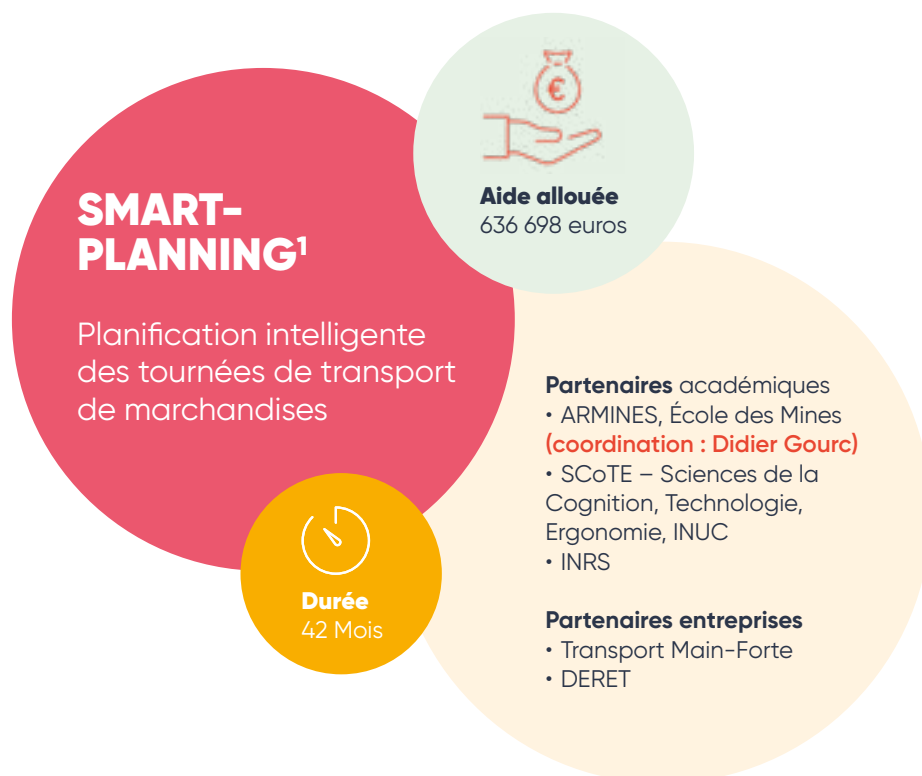 SMART-
PLANNING¹
Planification intelligente
des tournées de transport
de marchandises
€
Aide allouée
636 698 euros
Durée
42 Mois
Partenaires académiques
• ARMINES, École des Mines
(coordination : Didier Gourc)
• SCoTE – Sciences de la
Cognition, Technologie,
Ergonomie, INUC
• INRS
Partenaires entreprises
• Transport Main-Forte
• DERET